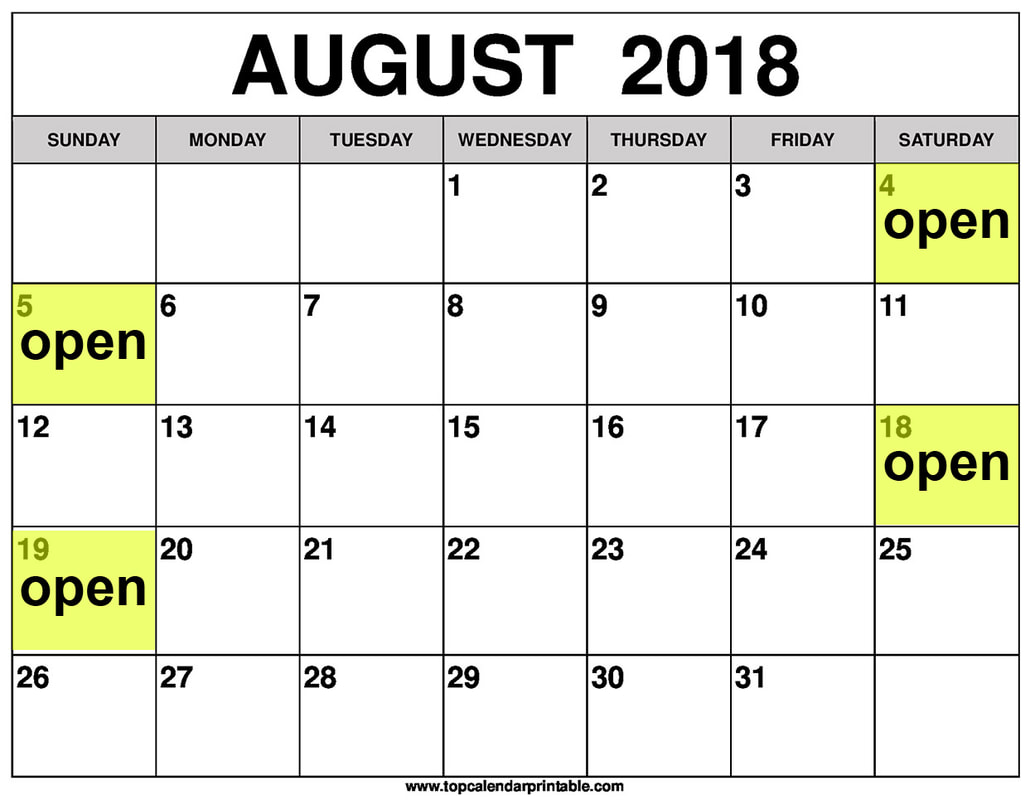 AUGUST 2018
SUNDAY MONDAY TUESDAY WEDNESDAY THURSDAY FRIDAY SATURDAY
1 2 3 4
open
5 6 7 8 9 10 11
open
12 13 14 15 16 17 18
open
19 20 21 22 23 24 25
open
26 27 28 29 30 31
www.topcalendarprintable.com